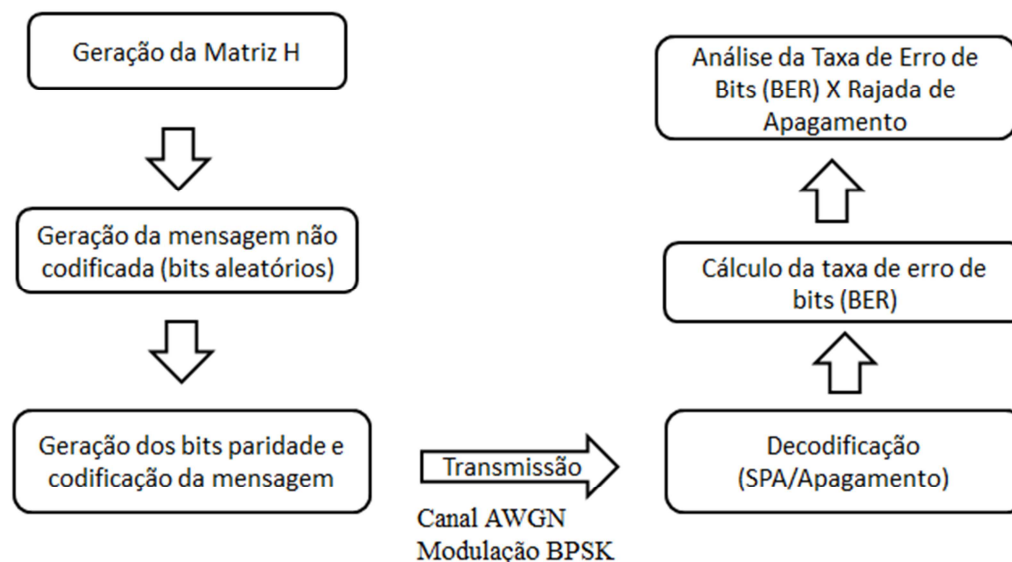 Geração da Matriz H
Geração da mensagem não
codificada (bits aleatórios)
Geração dos bits paridade e
codificação da mensagem
Transmissão
Canal AWGN
Modulação BPSK
Decodificação
(SPA/Apagamento)
Cálculo da taxa de erro de
bits (BER)
Análise da Taxa de Erro de
Bits (BER) X Rajada de
Apagamento